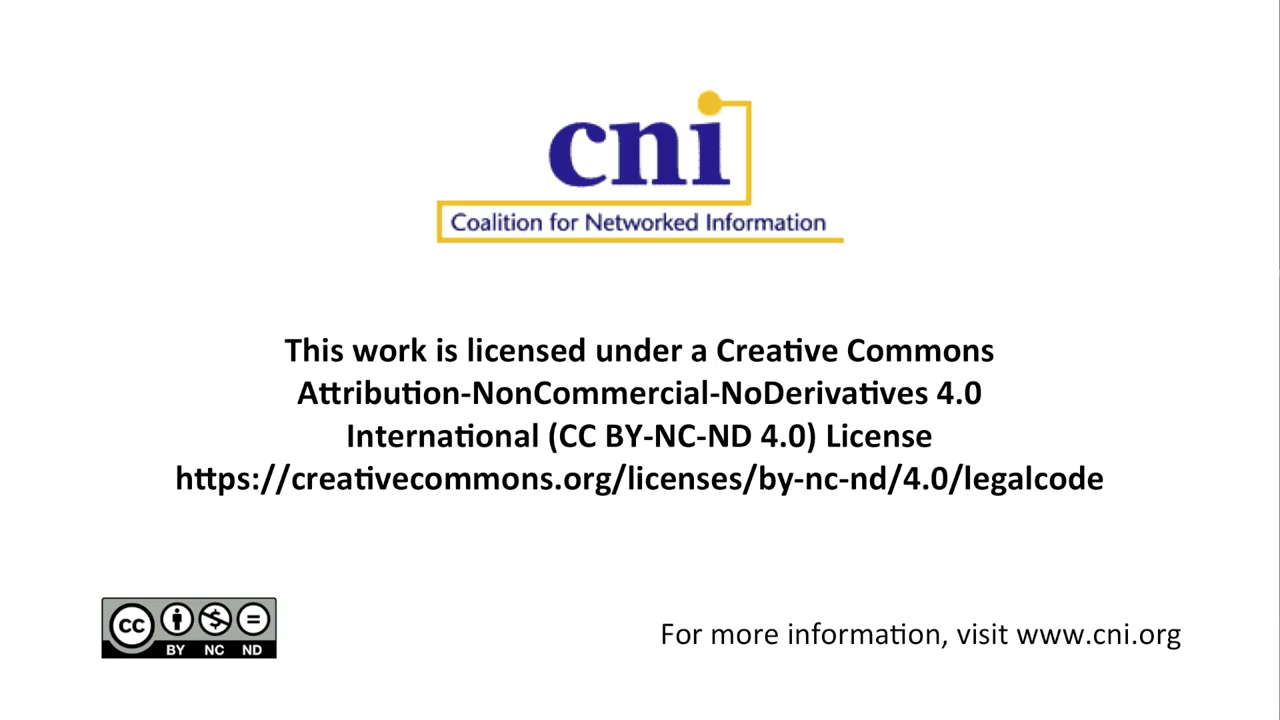 cni
Coalition for Networked Information
This work is licensed under a Creative Commons
Attribution-NonCommercial-NoDerivatives 4.0
International (CC BY-NC-ND 4.0) License
https://creativecommons.org/licenses/by-nc-nd/4.0/legalcode
cc
BY NC ND
For more information, visit www.cni.org